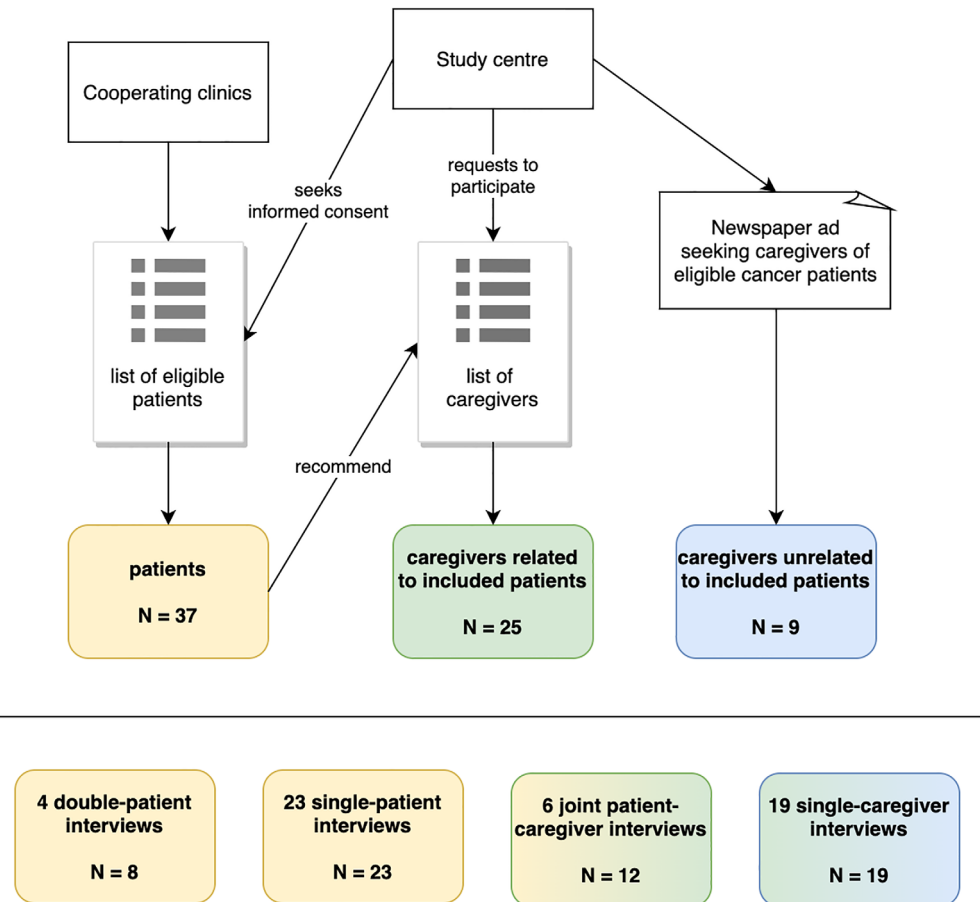 Cooperating clinics
Study centre
seeks
informed consent
requests to
participate
Newspaper ad
seeking caregivers of
eligible cancer patients
list of eligible
patients
list of
caregivers
recommend
patients
N = 37
caregivers related
to included patients
N = 25
caregivers unrelated
to included patients
N = 9
4 double-patient
interviews
N = 8
23 single-patient
interviews
N = 23
6 joint patient-
caregiver interviews
N = 12
19 single-caregiver
interviews
N = 19